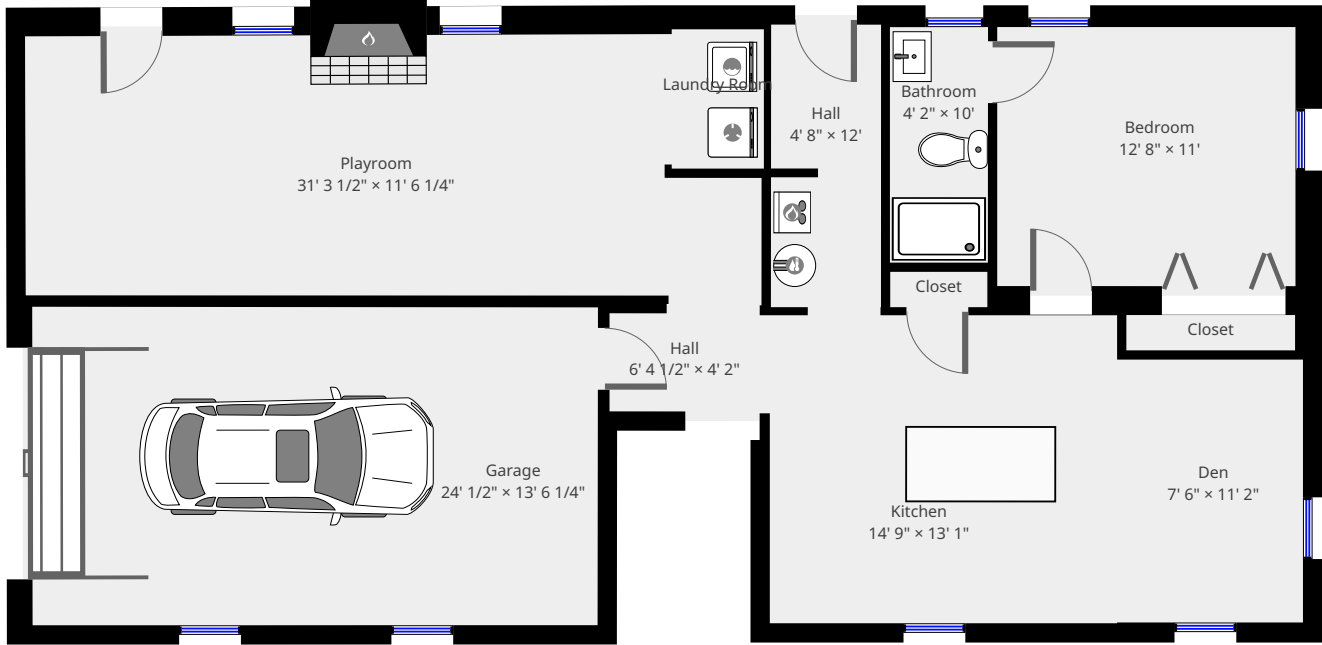 Laundry Room
Bathroom
4' 2" × 10'
Hall
4' 8" × 12'
Bedroom
12' 8" × 11'
Playroom
31' 3 1/2" × 11' 6 1/4"
Closet
Closet
Hall
6' 4 1/2" × 4' 2"
Garage
24' 1/2" × 13' 6 1/4"
Den
7' 6" × 11' 2"
Kitchen
14' 9" × 13' 1"